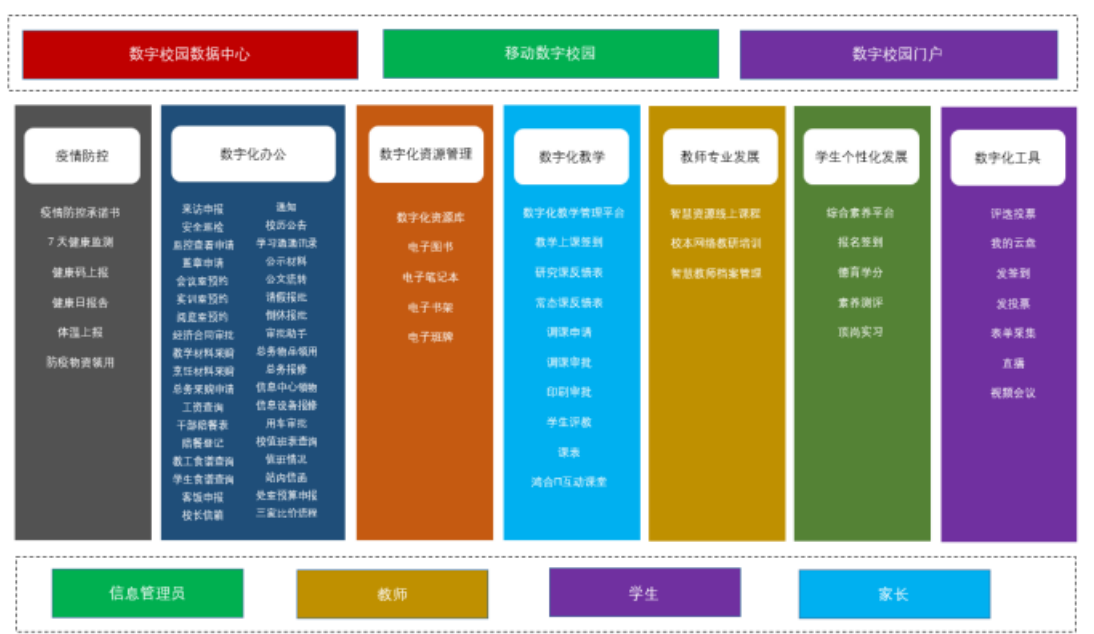 数字校园数据中心
移动数字校园
数字校园门户
疫情防控
疫情防控承诺书
7天健康监测
健康码上报
健康日报告
体温上报
防疫物资领用
数字化办公
来访申报
安全巡检
监控查看申请
盖章申请
会议室预约
实训室预约
阅览室预约
经济合同审批
教学材料采购
烹饪材料采购
总务采购申请
工资查询
干部陪餐表
陪餐登记
教工食谱查询
学生食谱查询
客饭申报
校长信箱
通知
校历公告
学习通通讯录
公示材料
公文流转
请假报批
倒休报批
审批助手
总务物品领用
总务报修
信息中心领物
信息设备报修
用车审批
校值班表查询
值班情况
站内信函
处室预算申报
三家比价流程
数字化资源管理
数字化资源库
电子图书
电子笔记本
电子书架
电子班牌
数字化教学
数字化教学管理平台
教学上课签到
研究课反馈表
常态课反馈表
调课申请
调课审批
印刷审批
学生评教
课表
鸿合π互动课堂
教师专业发展
智慧资源线上课程
校本网络教研培训
智慧教师档案管理
学生个性化发展
综合素养平台
报名签到
德育学分
素养测评
顶岗实习
数字化工具
评选投票
我的云盘
发签到
发投票
表单采集
直播
视频会议
信息管理员
教师
学生
家长